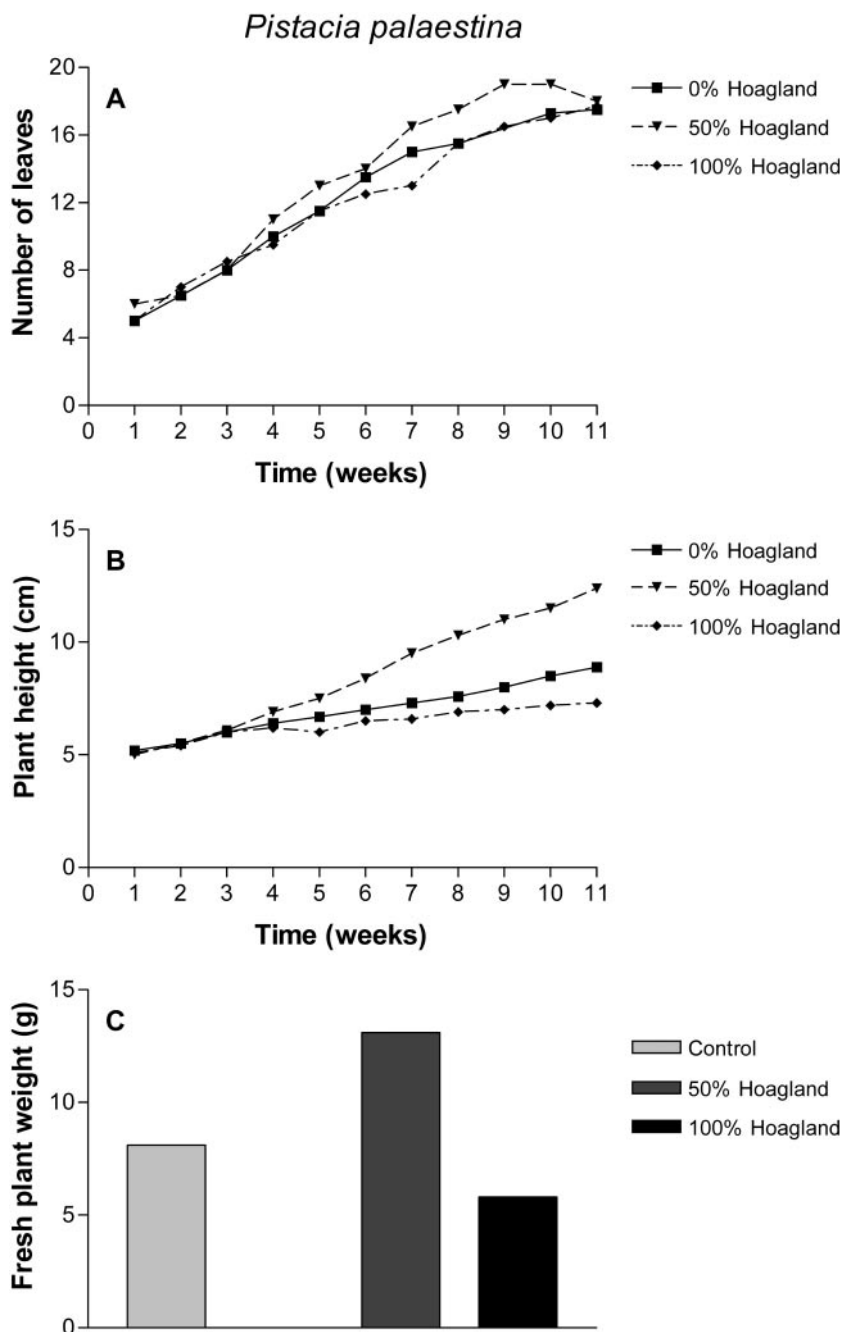 Pistacia palaestina
A
Number of leaves
20
16
12
8
4
0
0 1 2 3 4 5 6 7 8 9 10 11
Time (weeks)
0% Hoagland
50% Hoagland
100% Hoagland
B
Plant height (cm)
15
10
5
0
0 1 2 3 4 5 6 7 8 9 10 11
Time (weeks)
0% Hoagland
50% Hoagland
100% Hoagland
C
Fresh plant weight (g)
15
10
5
0
Control
50% Hoagland
100% Hoagland